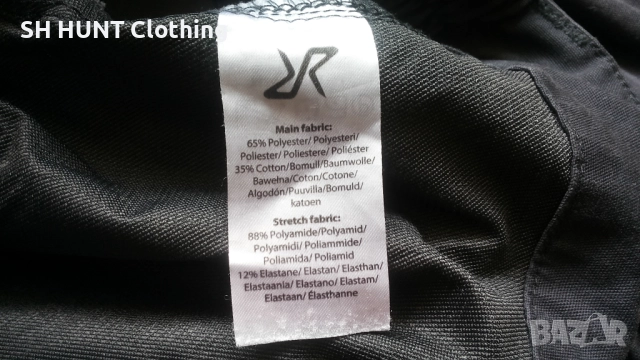 SH HUNT Clothing
Main fabric:
65% Polyester/ Polyesteri/
Poliester/ Poliestere/ Poliéster
35% Cotton/Bomull/Baumwolle/
Bawełna/Coton/Cotone/
Algodón/Puuvilla/Bomuld/
katoen
Stretch fabric:
88% Polyamide/Polyamid/
Polyamidi/ Poliammide/
Poliamida/ Poliamid
12% Elastane/ Elastan/ Elasthan/
Elastaania/ Elastano/ Elastam/
Elastaan/ Élasthanne
BAZAR